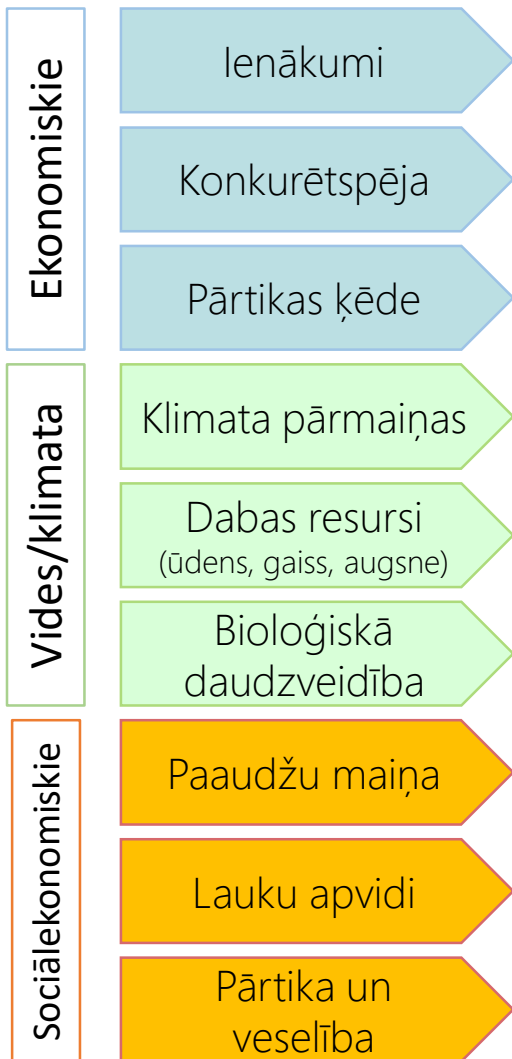 Ekonomiskie
Ienākumi
Konkurētspēja
Pārtikas ķēde
Vides/klimata
Klimata pārmaiņas
Dabas resursi
(ūdens, gaiss, augsne)
Bioloģiskā
daudzveidība
Sociālekonomiskie
Paaudžu maiņa
Lauku apvidi
Pārtika un
veselība